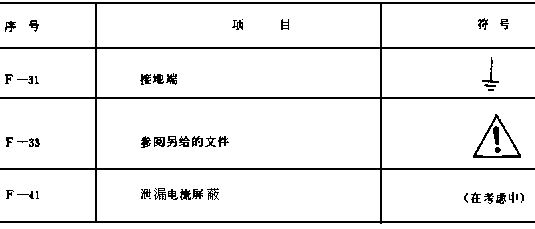 序 号 项 目 符 号
F—31 接地端
F—33 参阅另给的文件
F—41 泄漏电流屏蔽 (在考虑中)